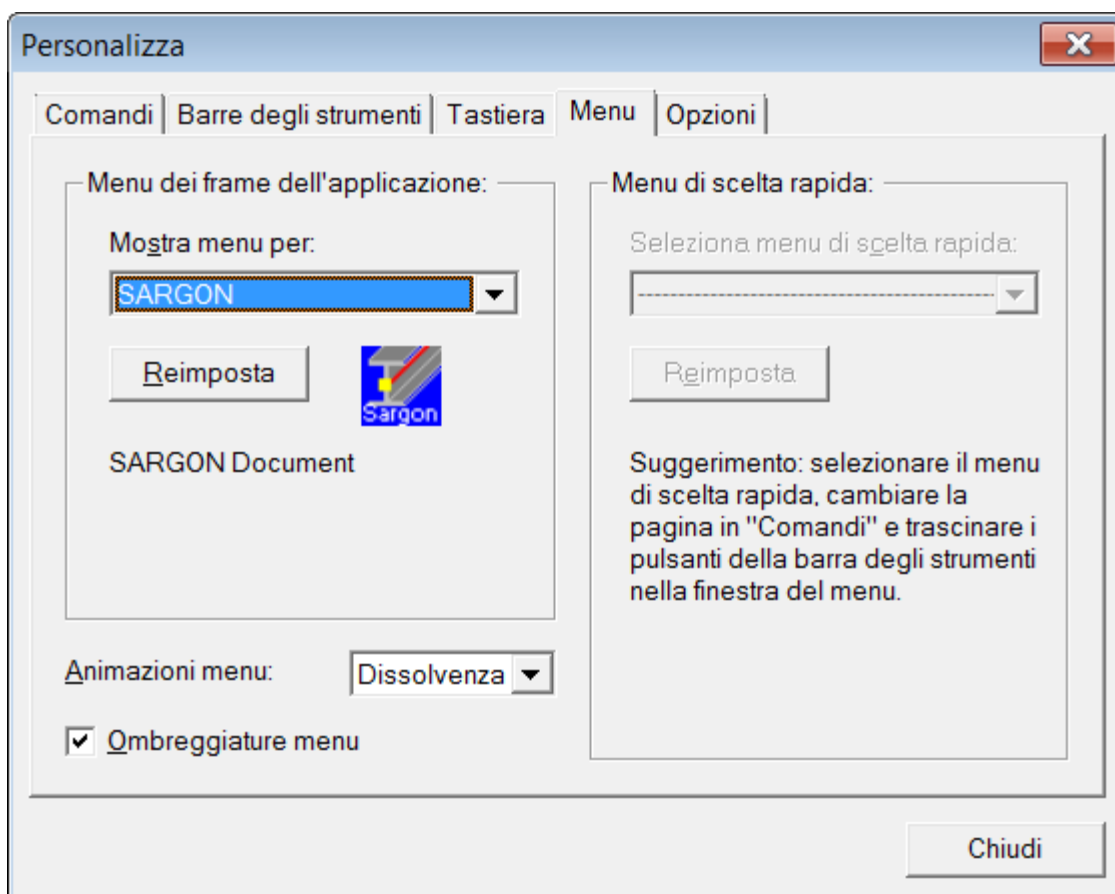 Personalizza
Comandi
Barre degli strumenti
Tastiera
Menu
Opzioni
Menu dei frame dell'applicazione:
Mostra menu per:
SARGON
Reimposta
Sargon
SARGON Document
Animazioni menu:
Dissolvenza
Ombreggiature menu
Menu di scelta rapida:
Seleziona menu di scelta rapida:
Reimposta
Suggerimento: selezionare il menu
di scelta rapida, cambiare la
pagina in "Comandi" e trascinare i
pulsanti della barra degli strumenti
nella finestra del menu.
Chiudi